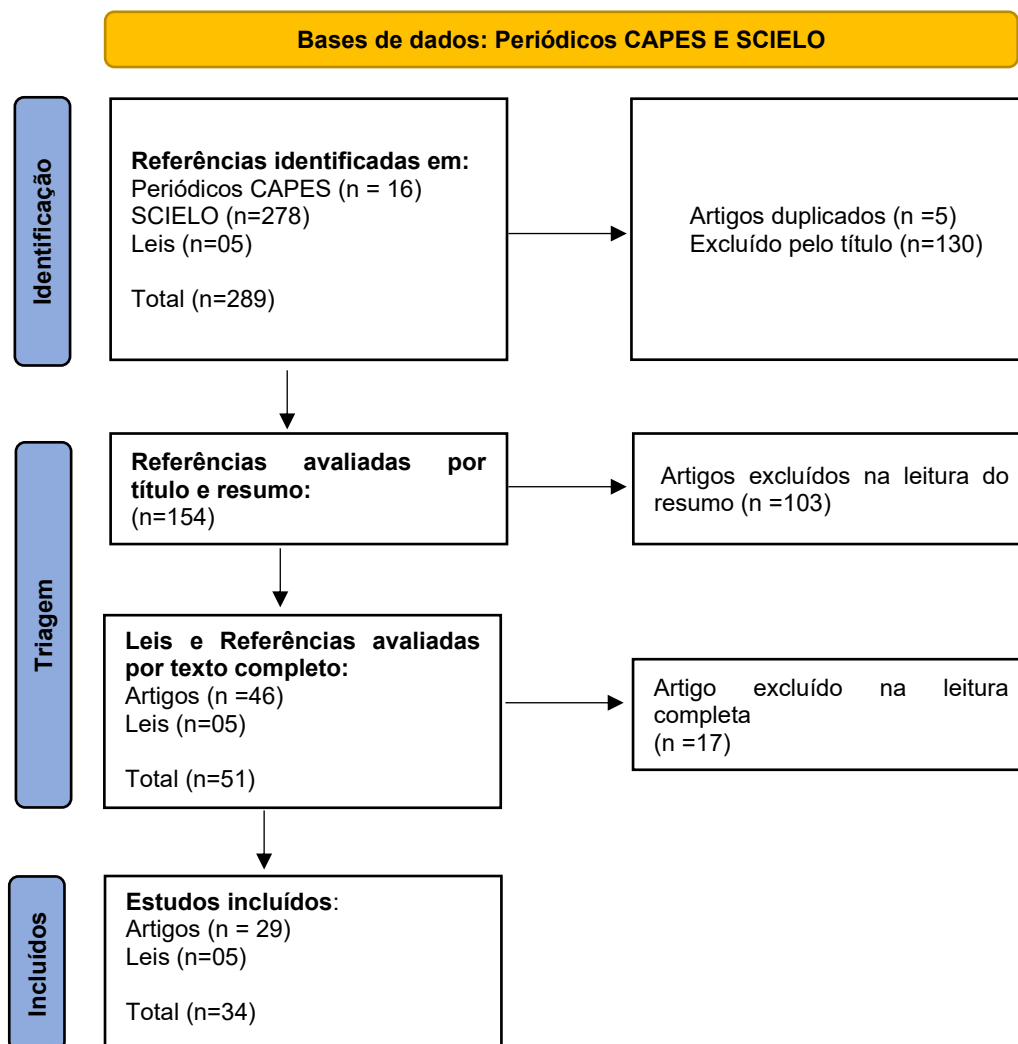 Bases de dados: Periódicos CAPES E SCIELO
Identificação
Referências identificadas em:
Periódicos CAPES (n = 16)
SCIELO (n=278)
Leis (n=05)
Total (n=289)
Artigos duplicados (n =5)
Excluído pelo título (n=130)
Triagem
Referências avaliadas por
título e resumo:
(n=154)
Artigos excluídos na leitura do
resumo (n =103)
Leis e Referências avaliadas
por texto completo:
Artigos (n =46)
Leis (n=05)
Total (n=51)
Artigo excluído na leitura
completa
(n =17)
Incluídos
Estudos incluídos:
Artigos (n = 29)
Leis (n=05)
Total (n=34)